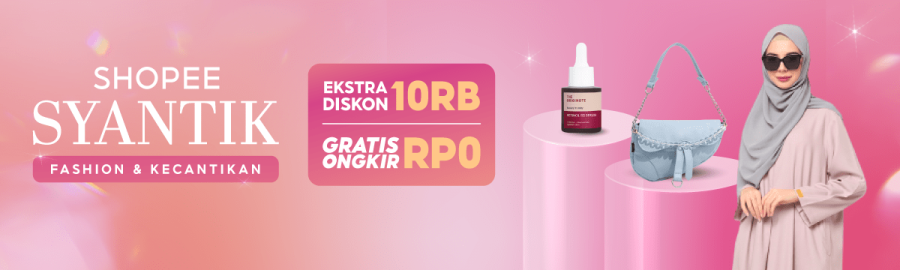 SHOPEE
SYANTIK
FASHION & KECANTIKAN
EKSTRA
DISKON 10RB
GRATIS
ONGKIR RP0